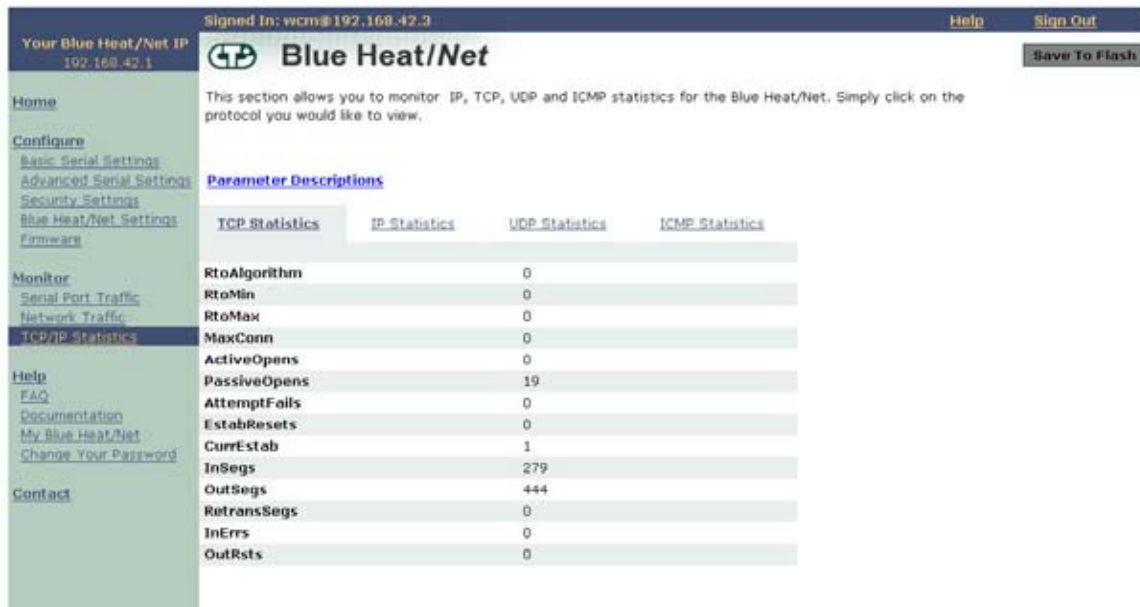 Signed In: wcm@192.168.42.3 Help Sign Out
Your Blue Heat/Net IP
192.168.42.1
Blue Heat/Net
Save To Flash
This section allows you to monitor IP, TCP, UDP and ICMP statistics for the Blue Heat/Net. Simply click on the
protocol you would like to view.
Home
Configure
Basic Serial Settings
Advanced Serial Settings
Security Settings
Blue Heat/Net Settings
Firmware
Monitor
Serial Port Traffic
Network Traffic
TCP/IP Statistics
Help
FAQ
Documentation
My Blue Heat/Net
Change Your Password
Contact
Parameter Descriptions
TCP Statistics IP Statistics UDP Statistics ICMP Statistics
RtoAlgorithm 0
RtoMin 0
RtoMax 0
MaxConn 0
ActiveOpens 0
PassiveOpens 19
AttemptFails 0
EstabResets 0
CurrEstab 1
InSegs 279
OutSegs 444
RetransSegs 0
InErrs 0
OutRsts 0